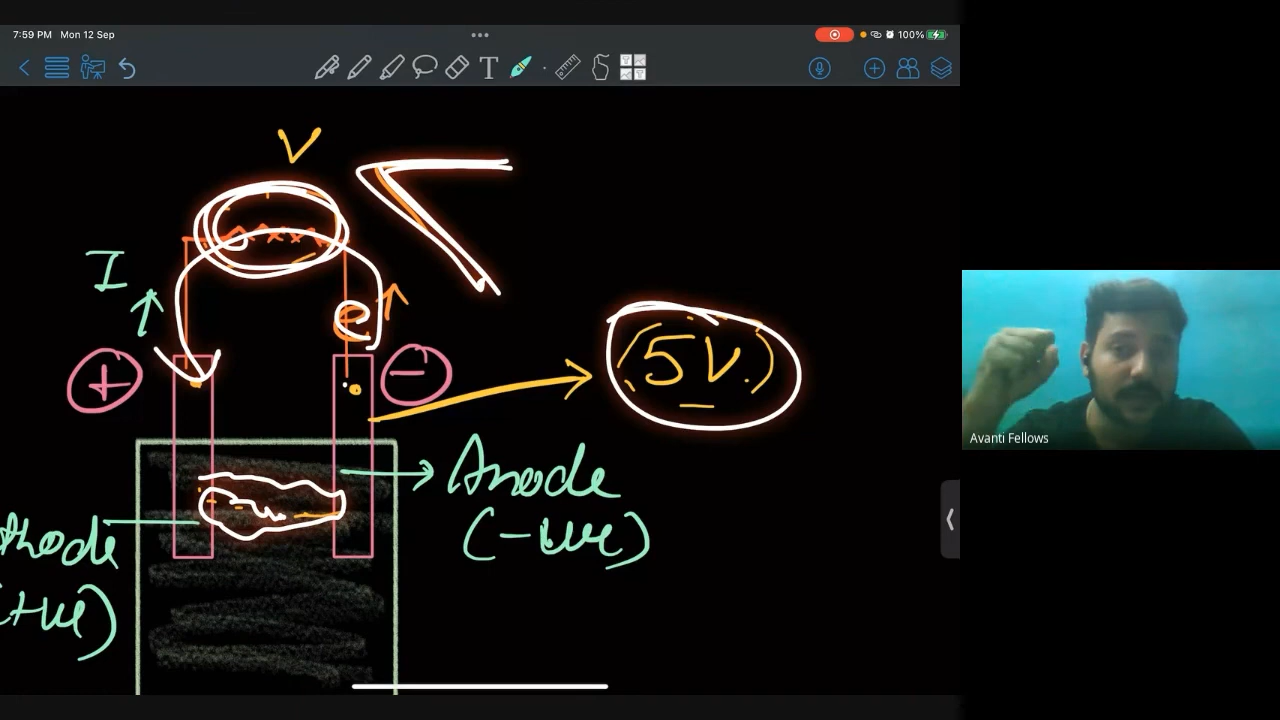 7:59 PM Mon 12 Sep
100%
T
V
I
e
+
−
(5V.)
Anode
(-ve)
thode
(+ve)
Avanti Fellows